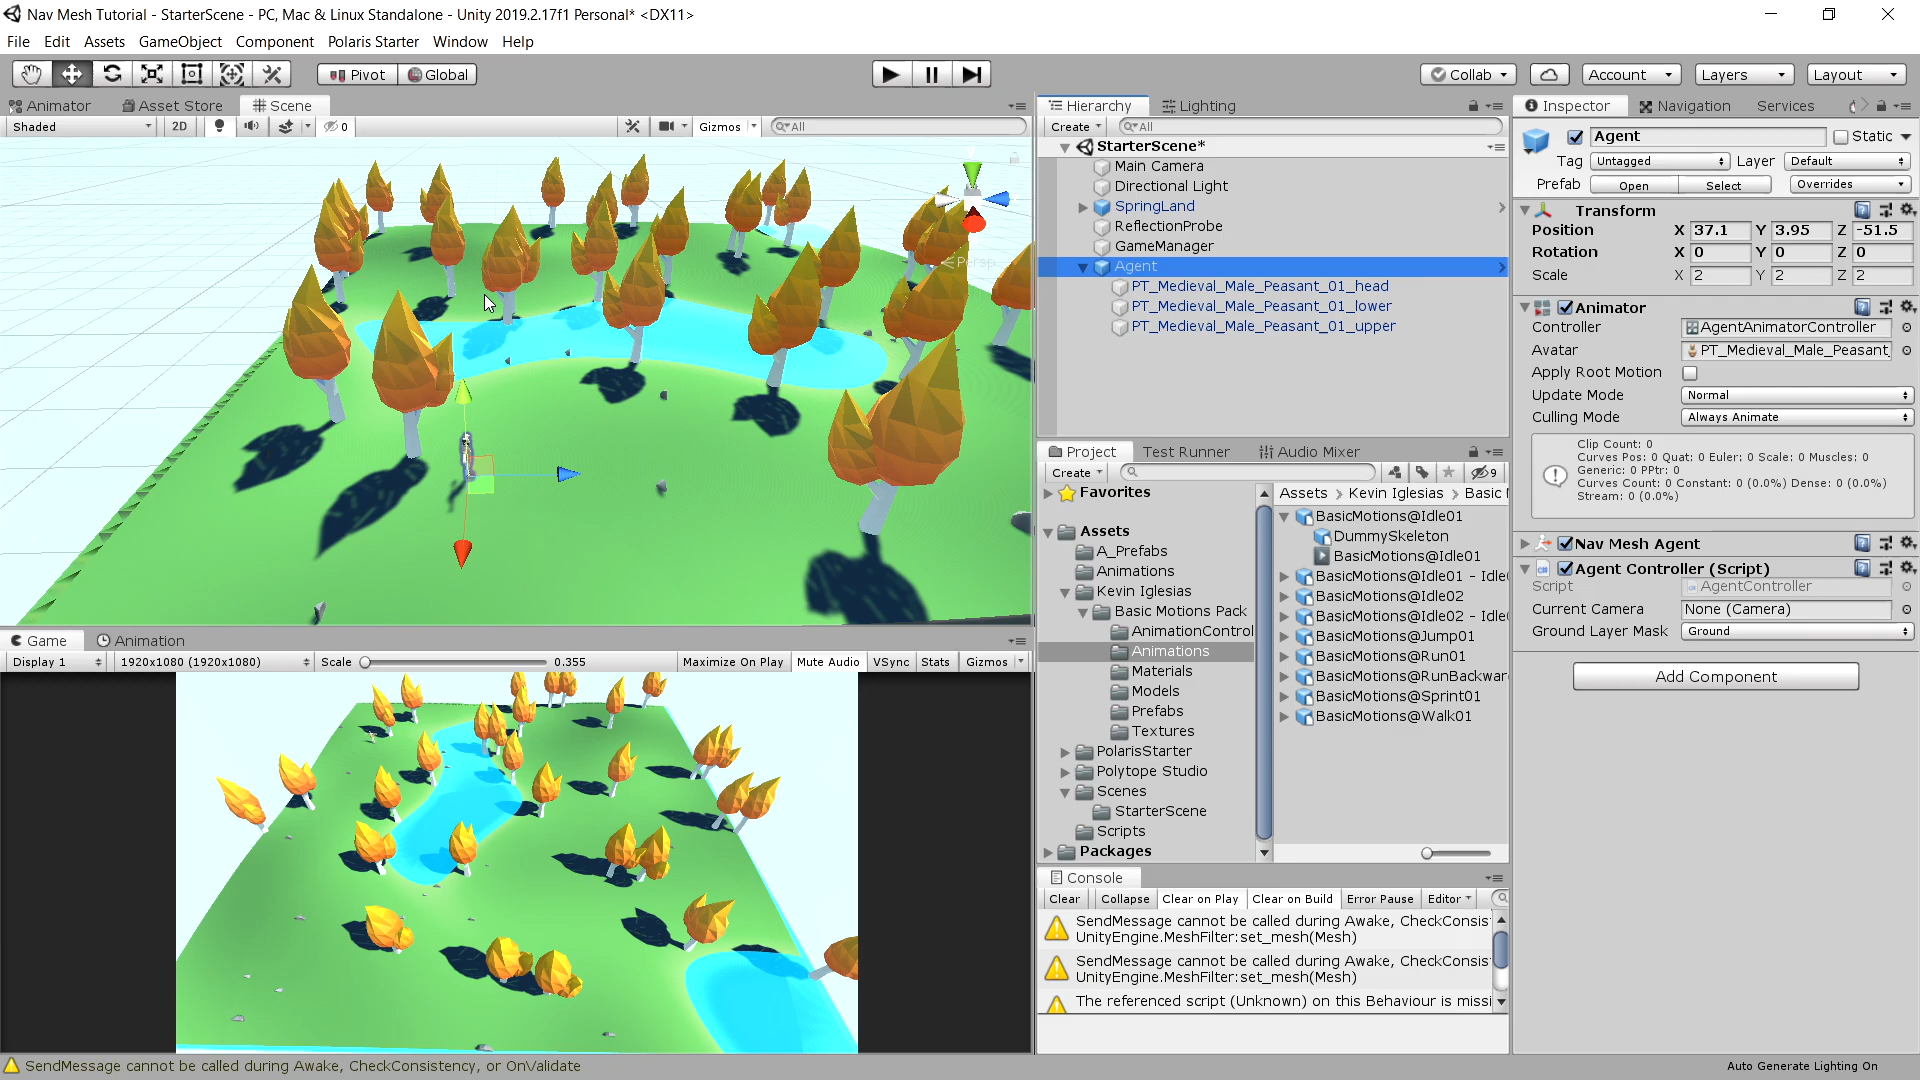 Nav Mesh Tutorial - StarterScene - PC, Mac & Linux Standalone - Unity 2019.2.17f1 Personal* <DX11>
File Edit Assets GameObject Component Polaris Starter Window Help
Pivot Global Collab Account Layers Layout
Animator Asset Store Scene
Shaded 2D 0 Gizmos All
Persp
Hierarchy Lighting
Create All
StarterScene*
Main Camera
Directional Light
SpringLand
ReflectionProbe
GameManager
Agent
PT_Medieval_Male_Peasant_01_head
PT_Medieval_Male_Peasant_01_lower
PT_Medieval_Male_Peasant_01_upper
Inspector Navigation Services
Agent Static
Tag Untagged Layer Default
Prefab Open Select Overrides
Transform
Position X 37.1 Y 3.95 Z -51.5
Rotation X 0 Y 0 Z 0
Scale X 2 Y 2 Z 2
Animator
Controller AgentAnimatorController
Avatar PT_Medieval_Male_Peasant_
Apply Root Motion
Update Mode Normal
Culling Mode Always Animate
Clip Count: 0
Curves Pos: 0 Quat: 0 Euler: 0 Scale: 0 Muscles: 0
Generic: 0 PPtr: 0
Curves Count: 0 Constant: 0 (0.0%) Dense: 0 (0.0%)
Stream: 0 (0.0%)
Nav Mesh Agent
Agent Controller (Script)
Script AgentController
Current Camera None (Camera)
Ground Layer Mask Ground
Add Component
Project Test Runner Audio Mixer
Create 9
Favorites
Assets
A_Prefabs
Animations
Kevin Iglesias
Basic Motions Pack
AnimationControl
Animations
Materials
Models
Prefabs
Textures
PolarisStarter
Polytope Studio
Scenes
StarterScene
Scripts
Packages
Assets Kevin Iglesias Basic
BasicMotions@Idle01
DummySkeleton
BasicMotions@Idle01
BasicMotions@Idle01 - Idle
BasicMotions@Idle02
BasicMotions@Idle02 - Idle
BasicMotions@Jump01
BasicMotions@Run01
BasicMotions@RunBackwar
BasicMotions@Sprint01
BasicMotions@Walk01
Game Animation
Display 1 1920x1080 (1920x1080) Scale 0.355 Maximize On Play Mute Audio VSync Stats Gizmos
Console
Clear Collapse Clear on Play Clear on Build Error Pause Editor
SendMessage cannot be called during Awake, CheckConsis
UnityEngine.MeshFilter:set_mesh(Mesh)
SendMessage cannot be called during Awake, CheckConsis
UnityEngine.MeshFilter:set_mesh(Mesh)
The referenced script (Unknown) on this Behaviour is missi
SendMessage cannot be called during Awake, CheckConsistency, or OnValidate
Auto Generate Lighting On